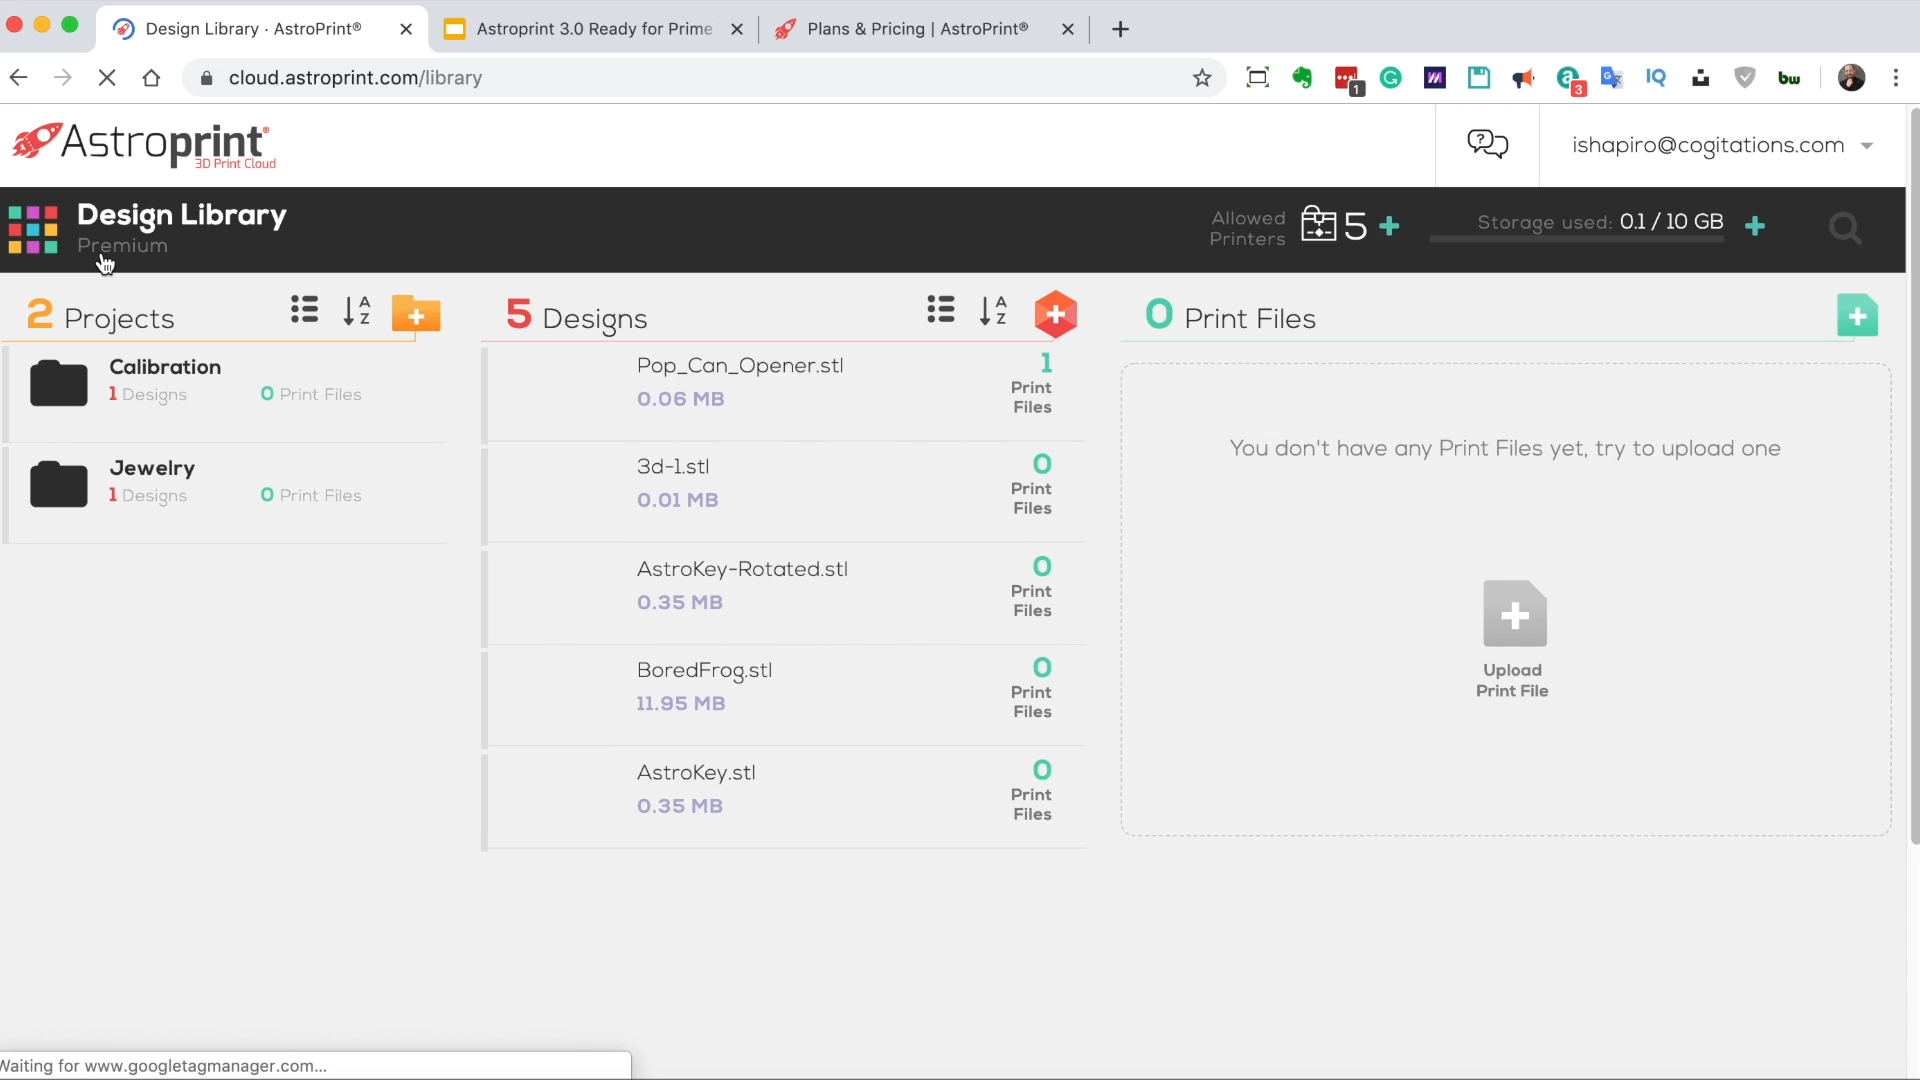 Design Library · AstroPrint®
Astroprint 3.0 Ready for Prime
Plans & Pricing | AstroPrint®
cloud.astroprint.com/library
1
3
IQ
bw
Astroprint®
3D Print Cloud
ishapiro@cogitations.com
Design Library
Premium
Allowed
Printers
5
Storage used: 0.1 / 10 GB
2 Projects
A
Z
5 Designs
A
Z
0 Print Files
Calibration
1 Designs
0 Print Files
Jewelry
1 Designs
0 Print Files
Pop_Can_Opener.stl
0.06 MB
1
Print
Files
3d-1.stl
0.01 MB
0
Print
Files
AstroKey-Rotated.stl
0.35 MB
0
Print
Files
BoredFrog.stl
11.95 MB
0
Print
Files
AstroKey.stl
0.35 MB
0
Print
Files
You don't have any Print Files yet, try to upload one
Upload
Print File
Waiting for www.googletagmanager.com...